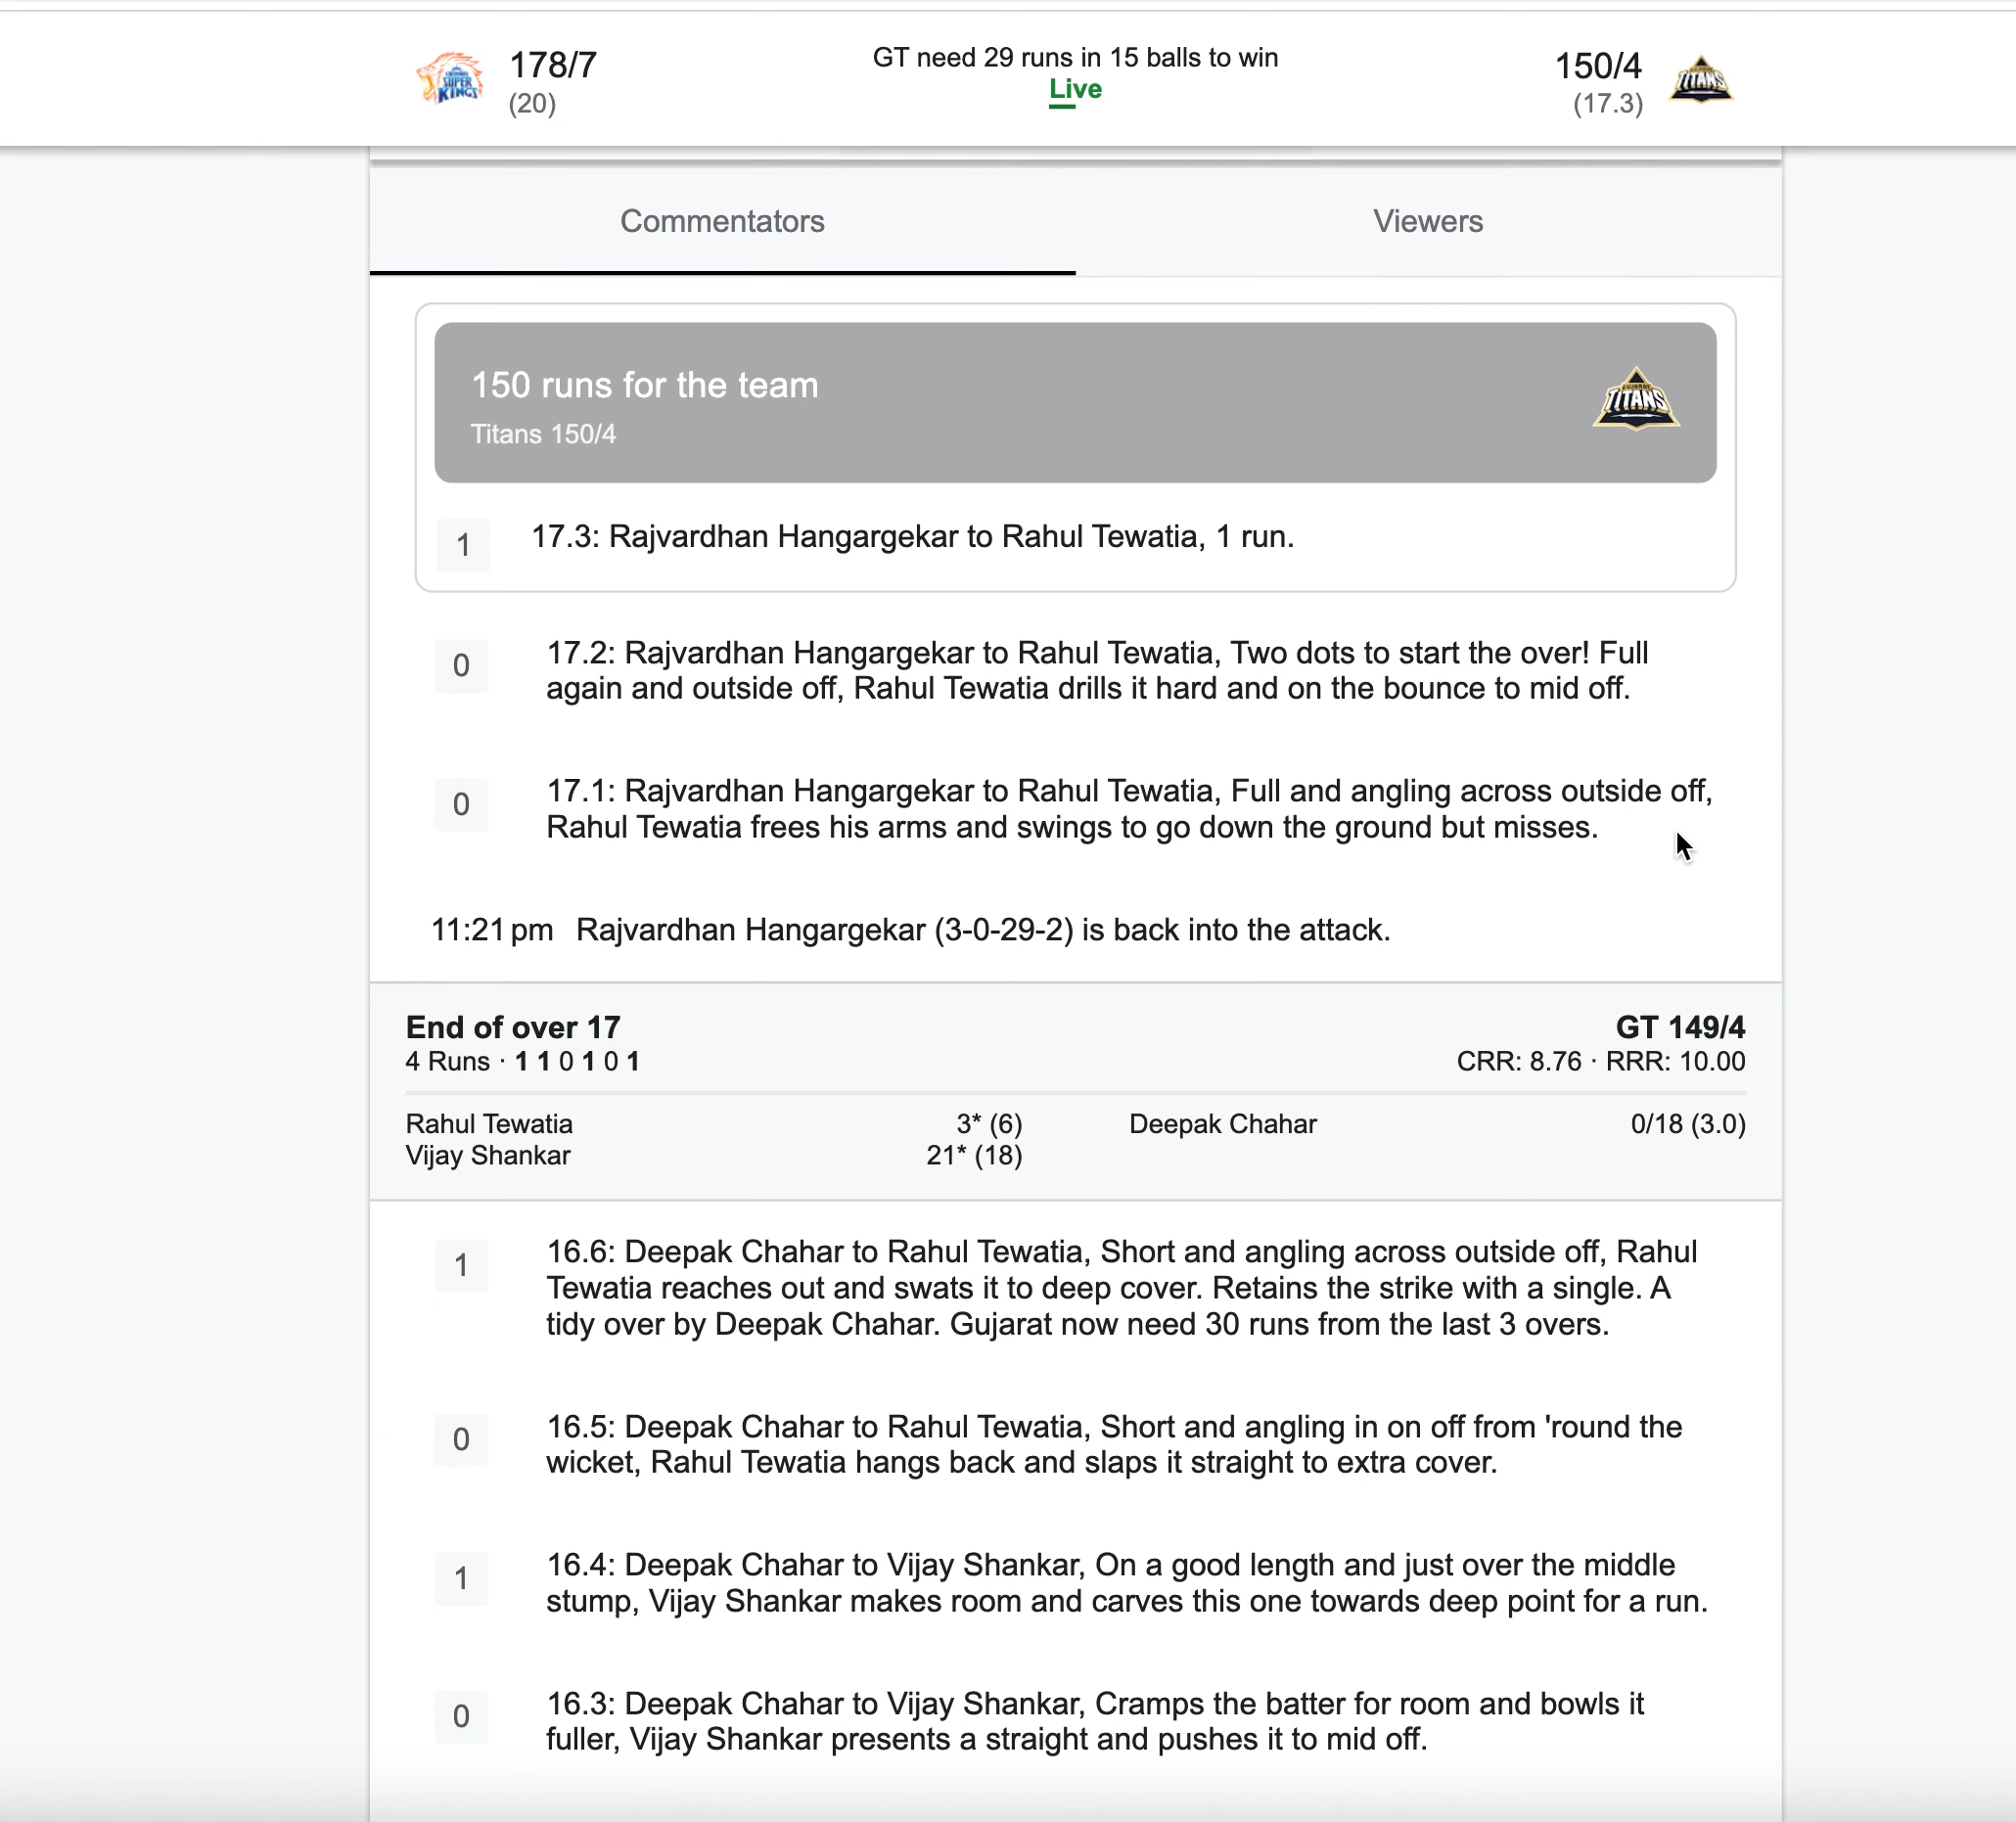 SUPER
KINGS
178/7
(20)
GT need 29 runs in 15 balls to win
Live
150/4
(17.3)
TITANS
Commentators
Viewers
150 runs for the team
Titans 150/4
GUJARAT
TITANS
1
17.3: Rajvardhan Hangargekar to Rahul Tewatia, 1 run.
0
17.2: Rajvardhan Hangargekar to Rahul Tewatia, Two dots to start the over! Full
again and outside off, Rahul Tewatia drills it hard and on the bounce to mid off.
0
17.1: Rajvardhan Hangargekar to Rahul Tewatia, Full and angling across outside off,
Rahul Tewatia frees his arms and swings to go down the ground but misses.
11:21 pm Rajvardhan Hangargekar (3-0-29-2) is back into the attack.
End of over 17
GT 149/4
4 Runs · 1 1 0 1 0 1
CRR: 8.76 · RRR: 10.00
Rahul Tewatia 3* (6)
Deepak Chahar 0/18 (3.0)
Vijay Shankar 21* (18)
1
16.6: Deepak Chahar to Rahul Tewatia, Short and angling across outside off, Rahul
Tewatia reaches out and swats it to deep cover. Retains the strike with a single. A
tidy over by Deepak Chahar. Gujarat now need 30 runs from the last 3 overs.
0
16.5: Deepak Chahar to Rahul Tewatia, Short and angling in on off from 'round the
wicket, Rahul Tewatia hangs back and slaps it straight to extra cover.
1
16.4: Deepak Chahar to Vijay Shankar, On a good length and just over the middle
stump, Vijay Shankar makes room and carves this one towards deep point for a run.
0
16.3: Deepak Chahar to Vijay Shankar, Cramps the batter for room and bowls it
fuller, Vijay Shankar presents a straight and pushes it to mid off.